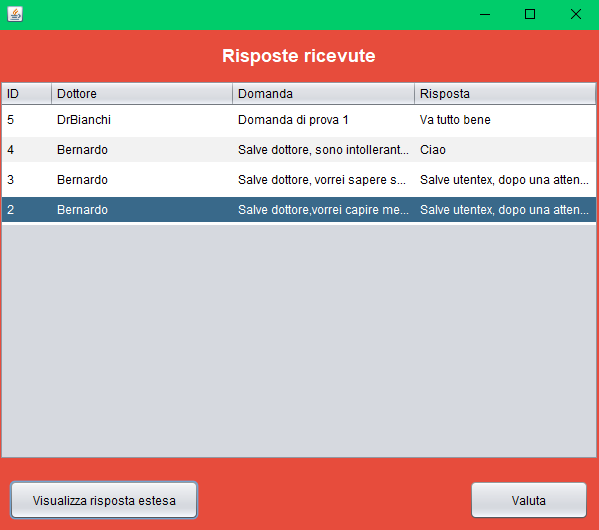 Risposte ricevute
ID Dottore Domanda Risposta
5 DrBianchi Domanda di prova 1 Va tutto bene
4 Bernardo Salve dottore, sono intollerant... Ciao
3 Bernardo Salve dottore, vorrei sapere s... Salve utentex, dopo una atten...
2 Bernardo Salve dottore,vorrei capire me... Salve utentex, dopo una atten...
Visualizza risposta estesa Valuta